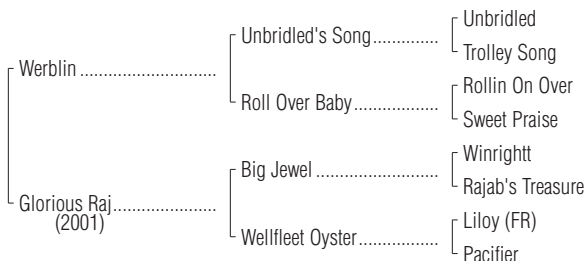 Unbridled
Unbridled's Song..............
Trolley Song
Werblin .............................
Rollin On Over
Roll Over Baby..................
Sweet Praise
Winrightt
Big Jewel...........................
Rajab's Treasure
Glorious Raj......................
(2001)
Liloy (FR)
Wellfleet Oyster.................
Pacifier